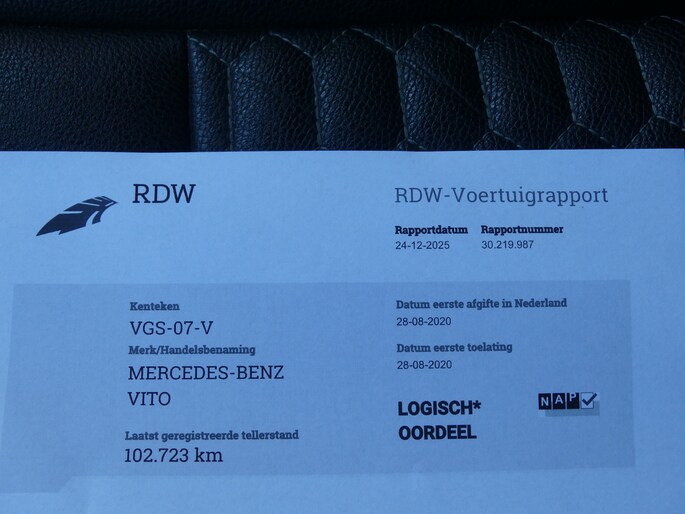 RDW
RDW-Voertuigrapport
Rapportdatum Rapportnummer
24-12-2025 30.219.987
Kenteken
VGS-07-V
Merk/Handelsbenaming
MERCEDES-BENZ
VITO
Laatst geregistreerde tellerstand
102.723 km
Datum eerste afgifte in Nederland
28-08-2020
Datum eerste toelating
28-08-2020
LOGISCH*
OORDEEL
NAP